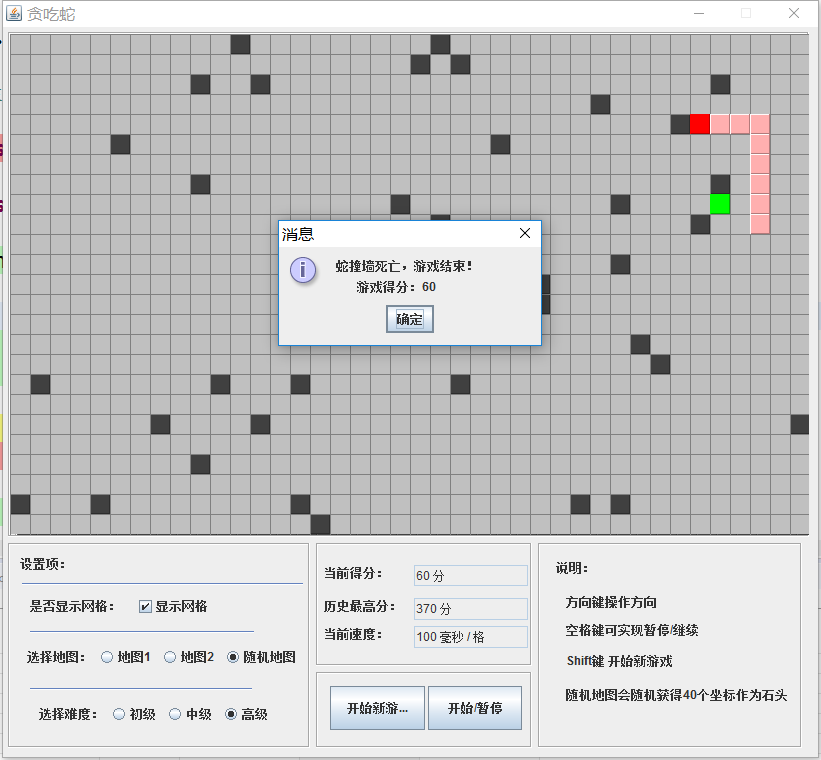 贪吃蛇
消息
蛇撞墙死亡，游戏结束！
游戏得分：60
确定
设置项：
是否显示网格： 显示网格
选择地图： 地图1 地图2 随机地图
选择难度： 初级 中级 高级
当前得分： 60 分
历史最高分： 370 分
当前速度： 100 毫秒 / 格
开始新游... 开始/暂停
说明：
方向键操作方向
空格键可实现暂停/继续
Shift键 开始新游戏
随机地图会随机获得40个坐标作为石头